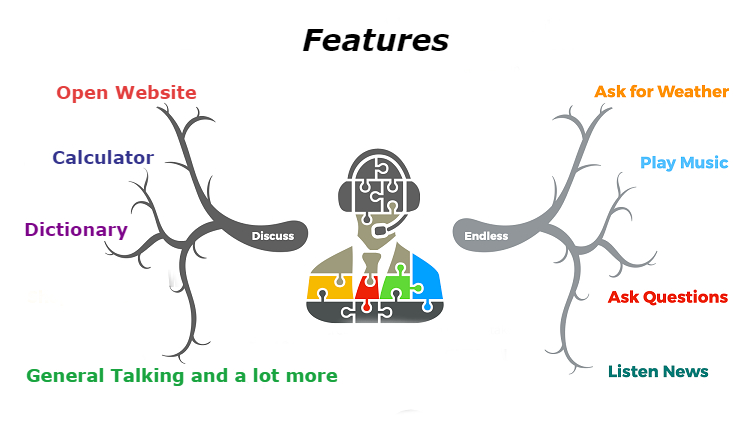 Features
Open Website
Calculator
Dictionary
Discuss
General Talking and a lot more
Ask for Weather
Play Music
Endless
Ask Questions
Listen News